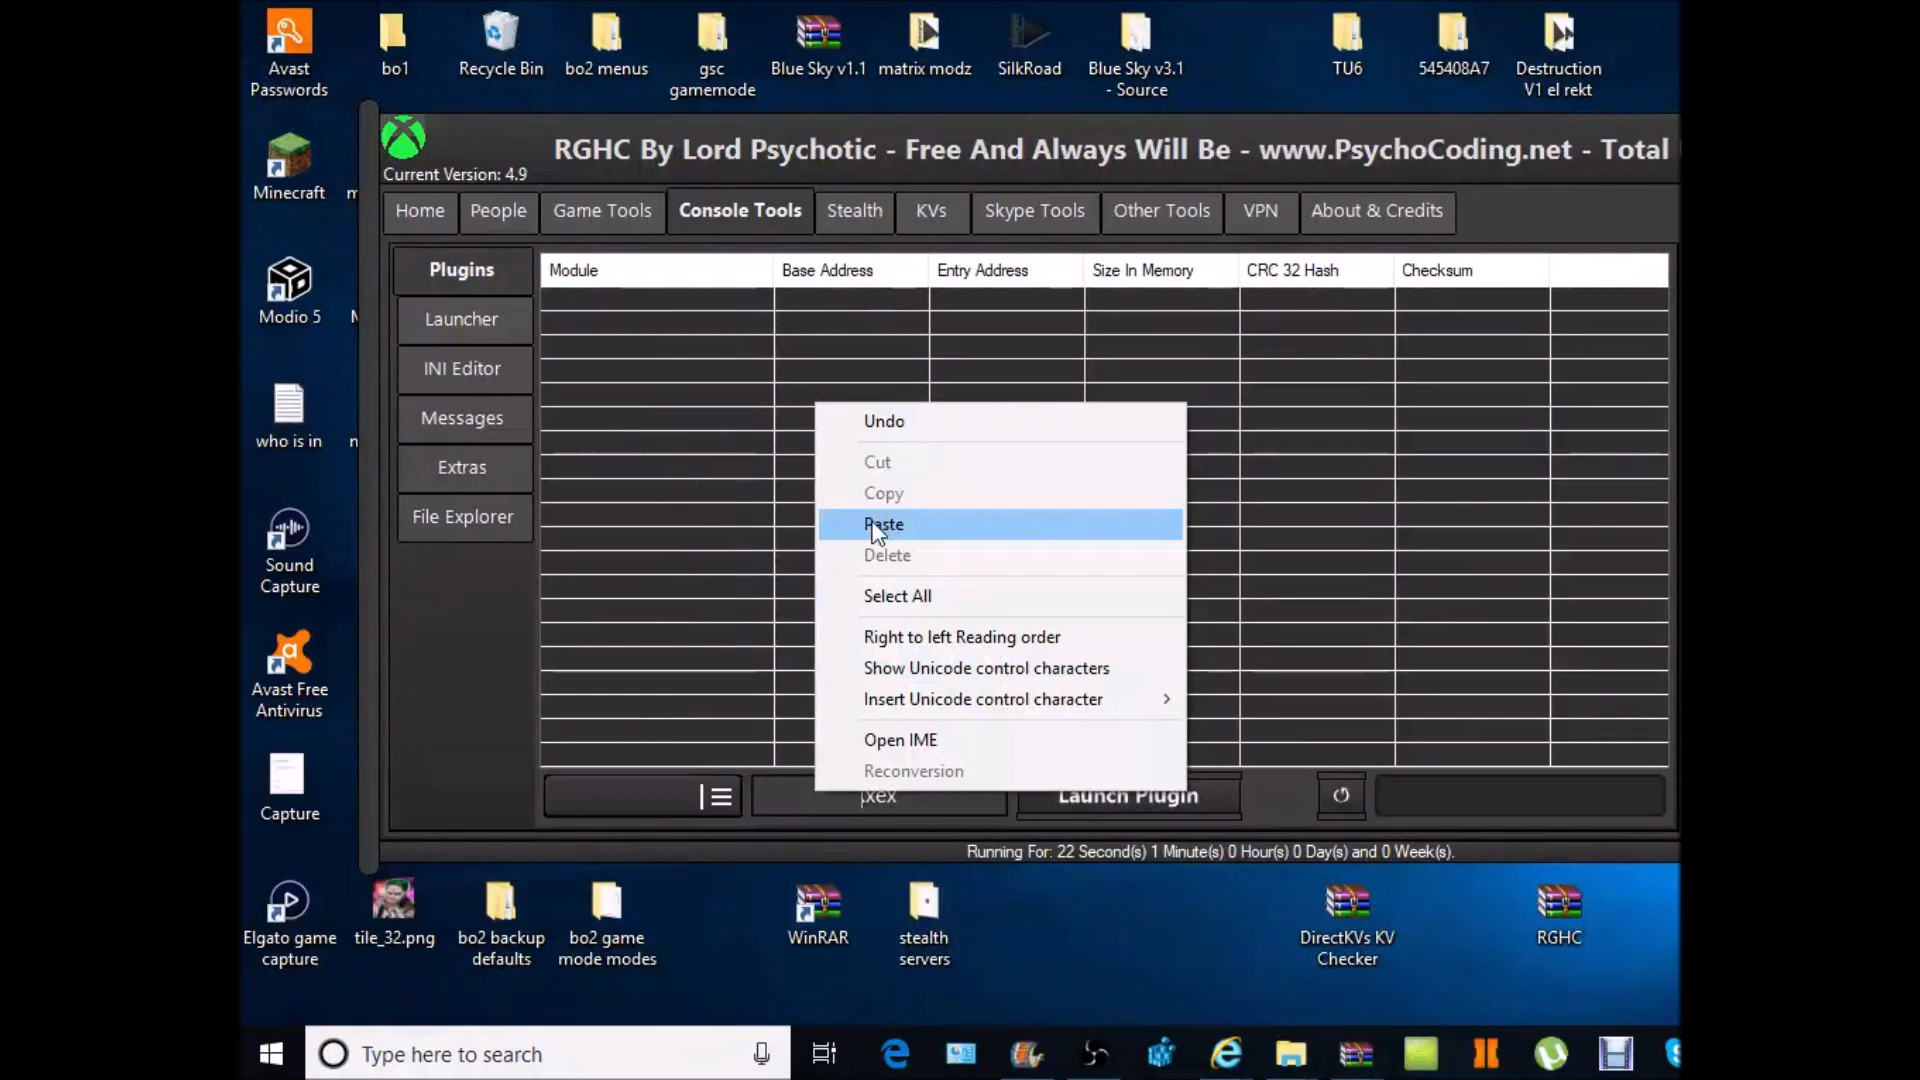 Avast
Passwords
bo1
Recycle Bin
bo2 menus
gsc
gamemode
Blue Sky v1.1
matrix modz
SilkRoad
Blue Sky v3.1
- Source
TU6
545408A7
Destruction
V1 el rekt
RGHC By Lord Psychotic - Free And Always Will Be - www.PsychoCoding.net - Total
Current Version: 4.9
Home
People
Game Tools
Console Tools
Stealth
KVs
Skype Tools
Other Tools
VPN
About & Credits
Minecraft
Modio 5
who is in
Sound
Capture
Avast Free
Antivirus
Capture
Plugins
Launcher
INI Editor
Messages
Extras
File Explorer
Module
Base Address
Entry Address
Size In Memory
CRC 32 Hash
Checksum
Undo
Cut
Copy
Paste
Delete
Select All
Right to left Reading order
Show Unicode control characters
Insert Unicode control character
Open IME
Reconversion
.xex
Launch Plugin
Running For: 22 Second(s) 1 Minute(s) 0 Hour(s) 0 Day(s) and 0 Week(s).
Elgato game
capture
tile_32.png
bo2 backup
defaults
bo2 game
mode modes
WinRAR
stealth
servers
DirectKVs KV
Checker
RGHC
Type here to search